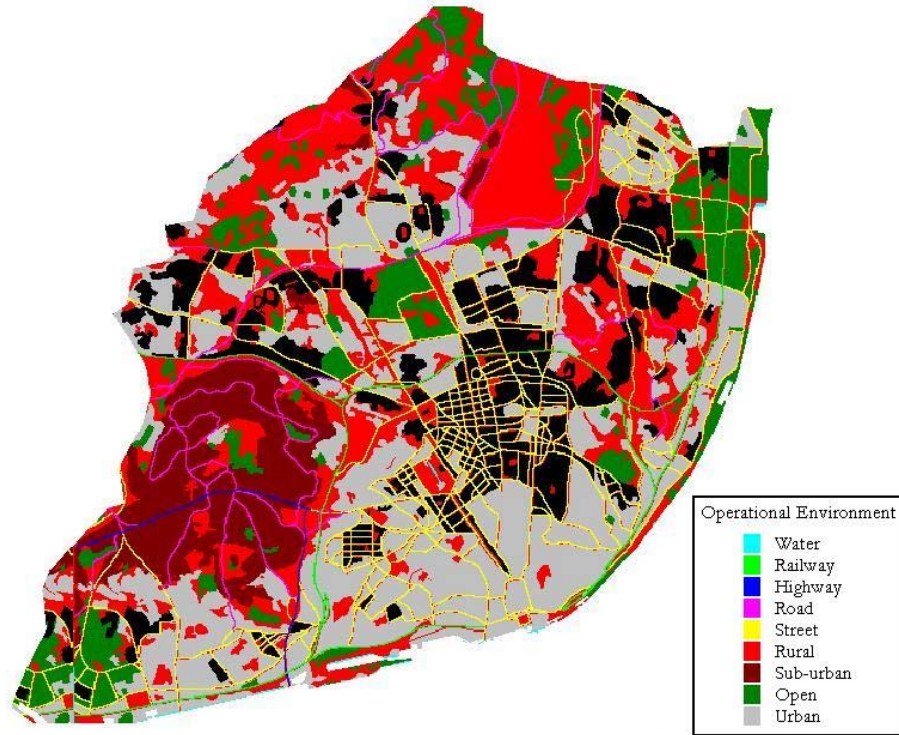 Operational Environment
Water
Railway
Highway
Road
Street
Rural
Sub-urban
Open
Urban